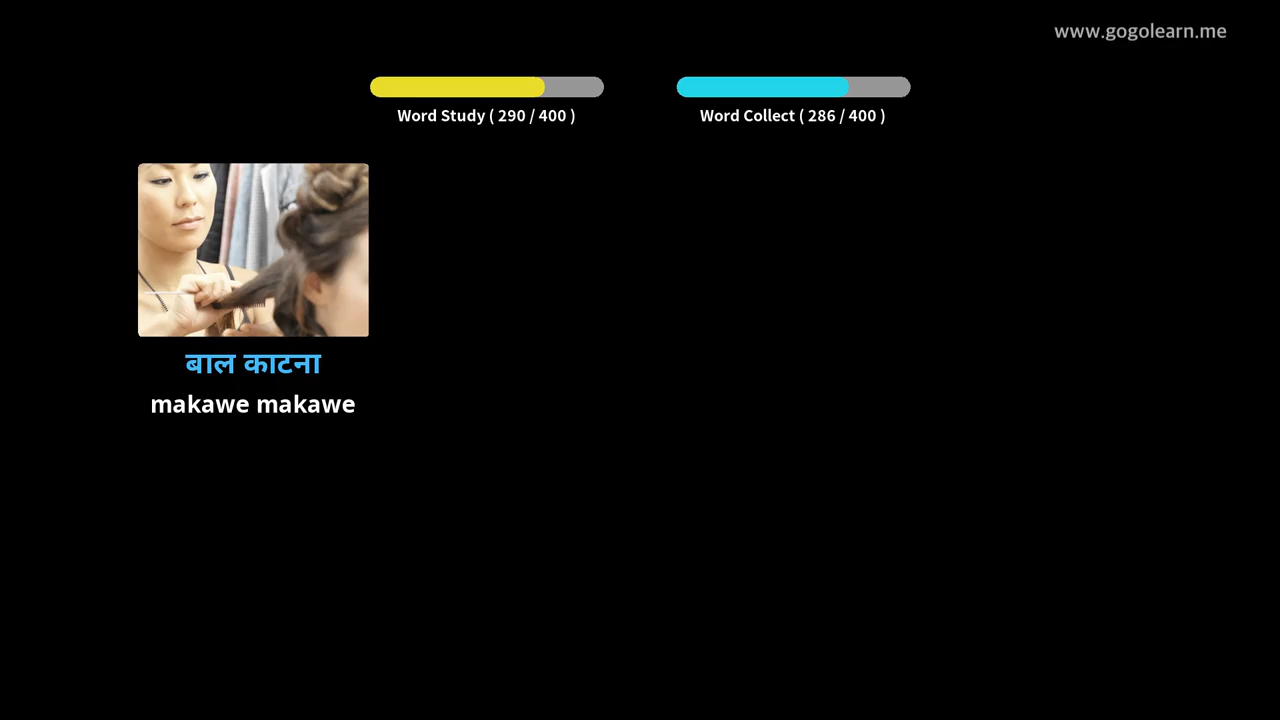 www.gogolearn.me
Word Study ( 290 / 400 )
Word Collect ( 286 / 400 )
बाल काटना
makawe makawe